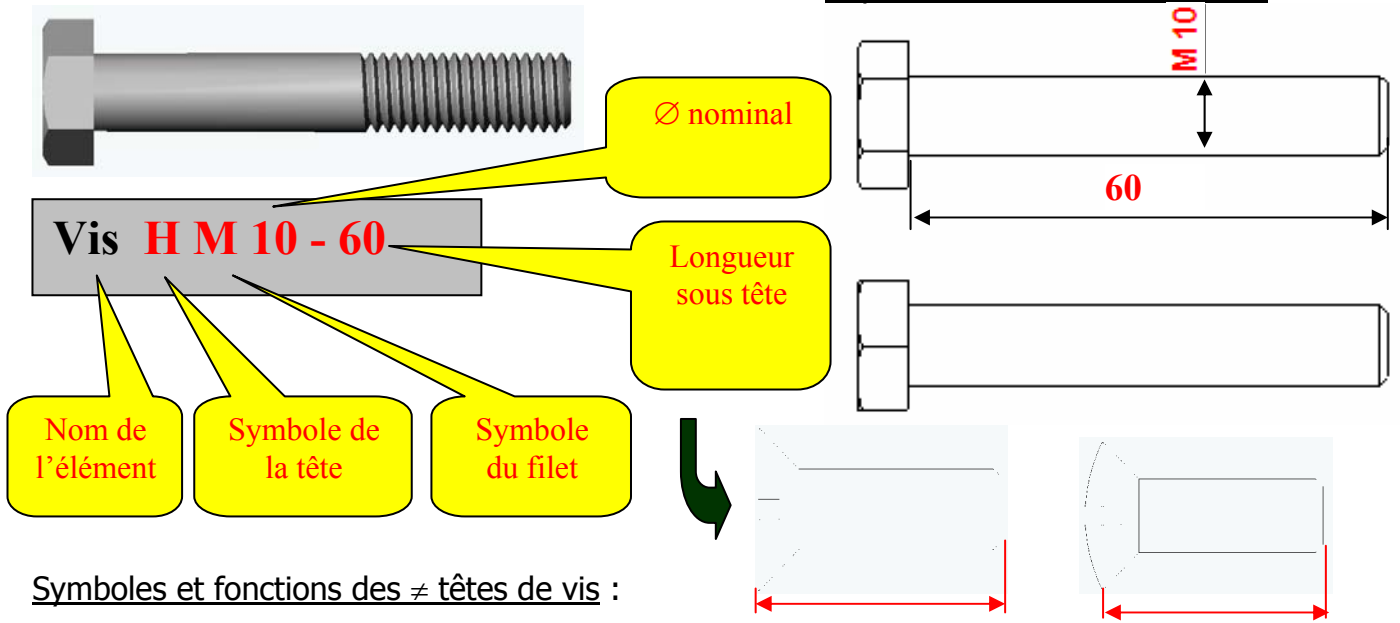 M 10
∅ nominal
60
Vis H M 10 - 60
Longueur
sous tête
Nom de
l’élément
Symbole de
la tête
Symbole
du filet
Symboles et fonctions des ≠ têtes de vis :